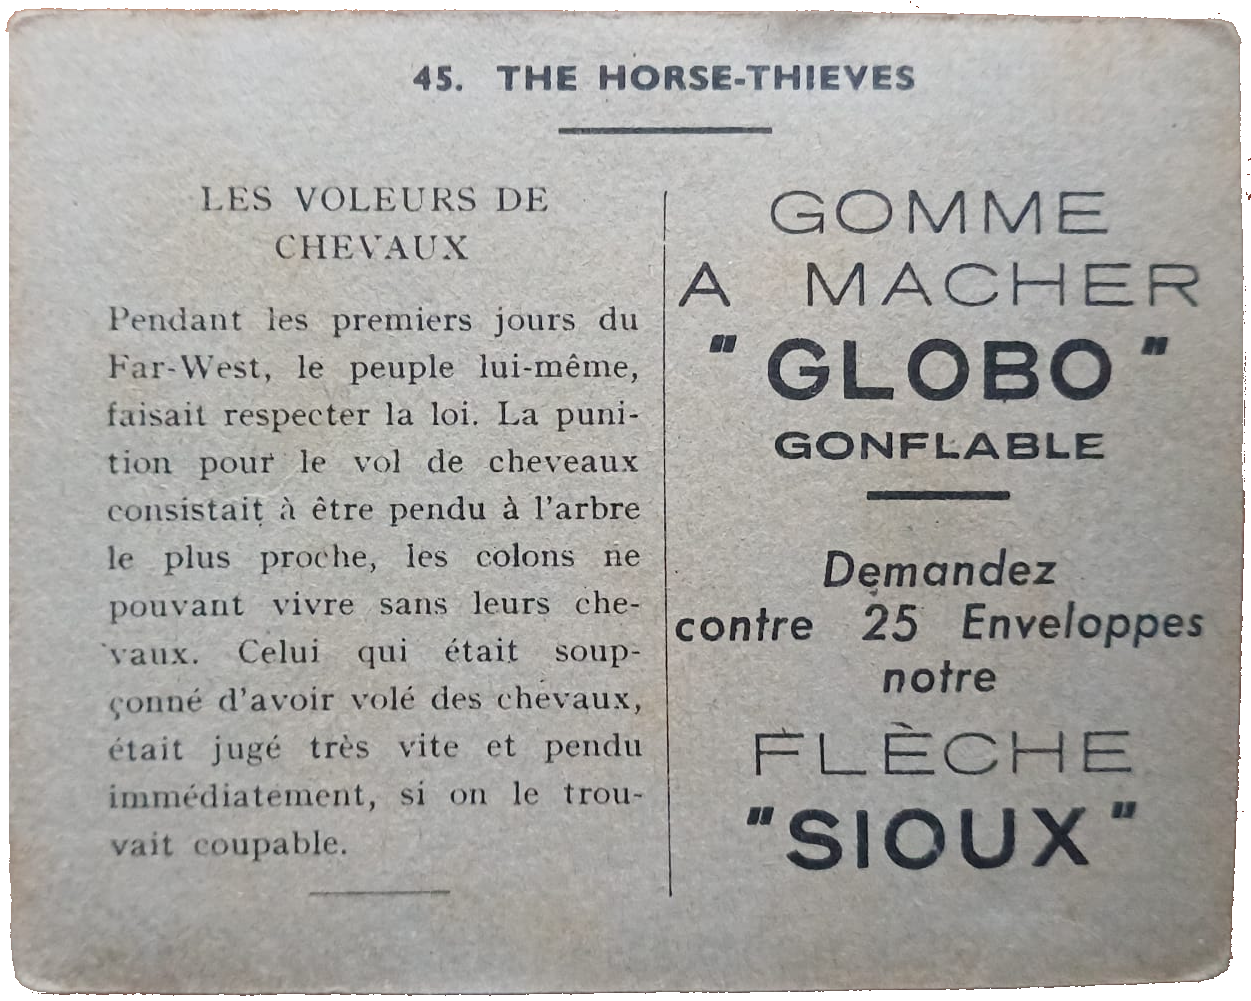 45. THE HORSE-THIEVES
LES VOLEURS DE
CHEVAUX
Pendant les premiers jours du
Far-West, le peuple lui-même,
faisait respecter la loi. La puni-
tion pour le vol de cheveaux
consistait à être pendu à l'arbre
le plus proche, les colons ne
pouvant vivre sans leurs che-
vaux. Celui qui était soup-
çonné d'avoir volé des chevaux,
était jugé très vite et pendu
immédiatement, si on le trou-
vait coupable.
GOMME
A MACHER
"GLOBO"
GONFLABLE
Demandez
contre 25 Enveloppes
notre
FLÈCHE
"SIOUX"